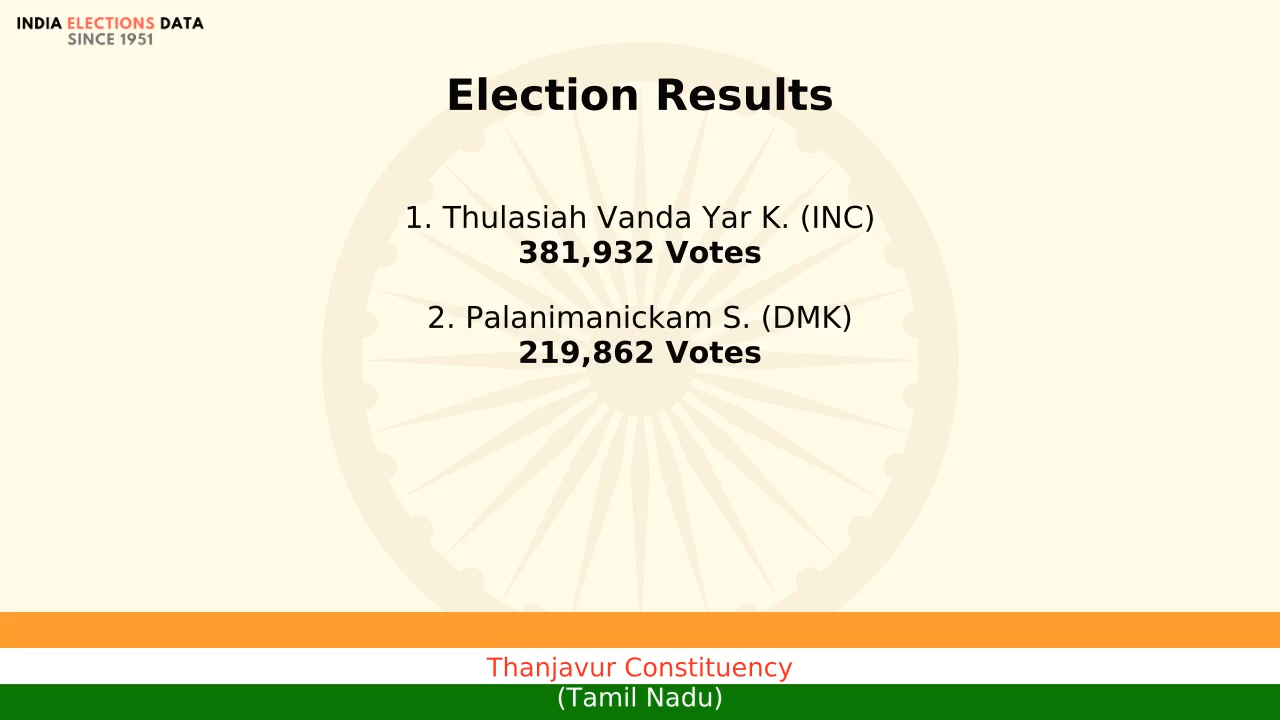 INDIA ELECTIONS DATA
SINCE 1951
Election Results
1. Thulasiah Vanda Yar K. (INC)
381,932 Votes
2. Palanimanickam S. (DMK)
219,862 Votes
Thanjavur Constituency
(Tamil Nadu)